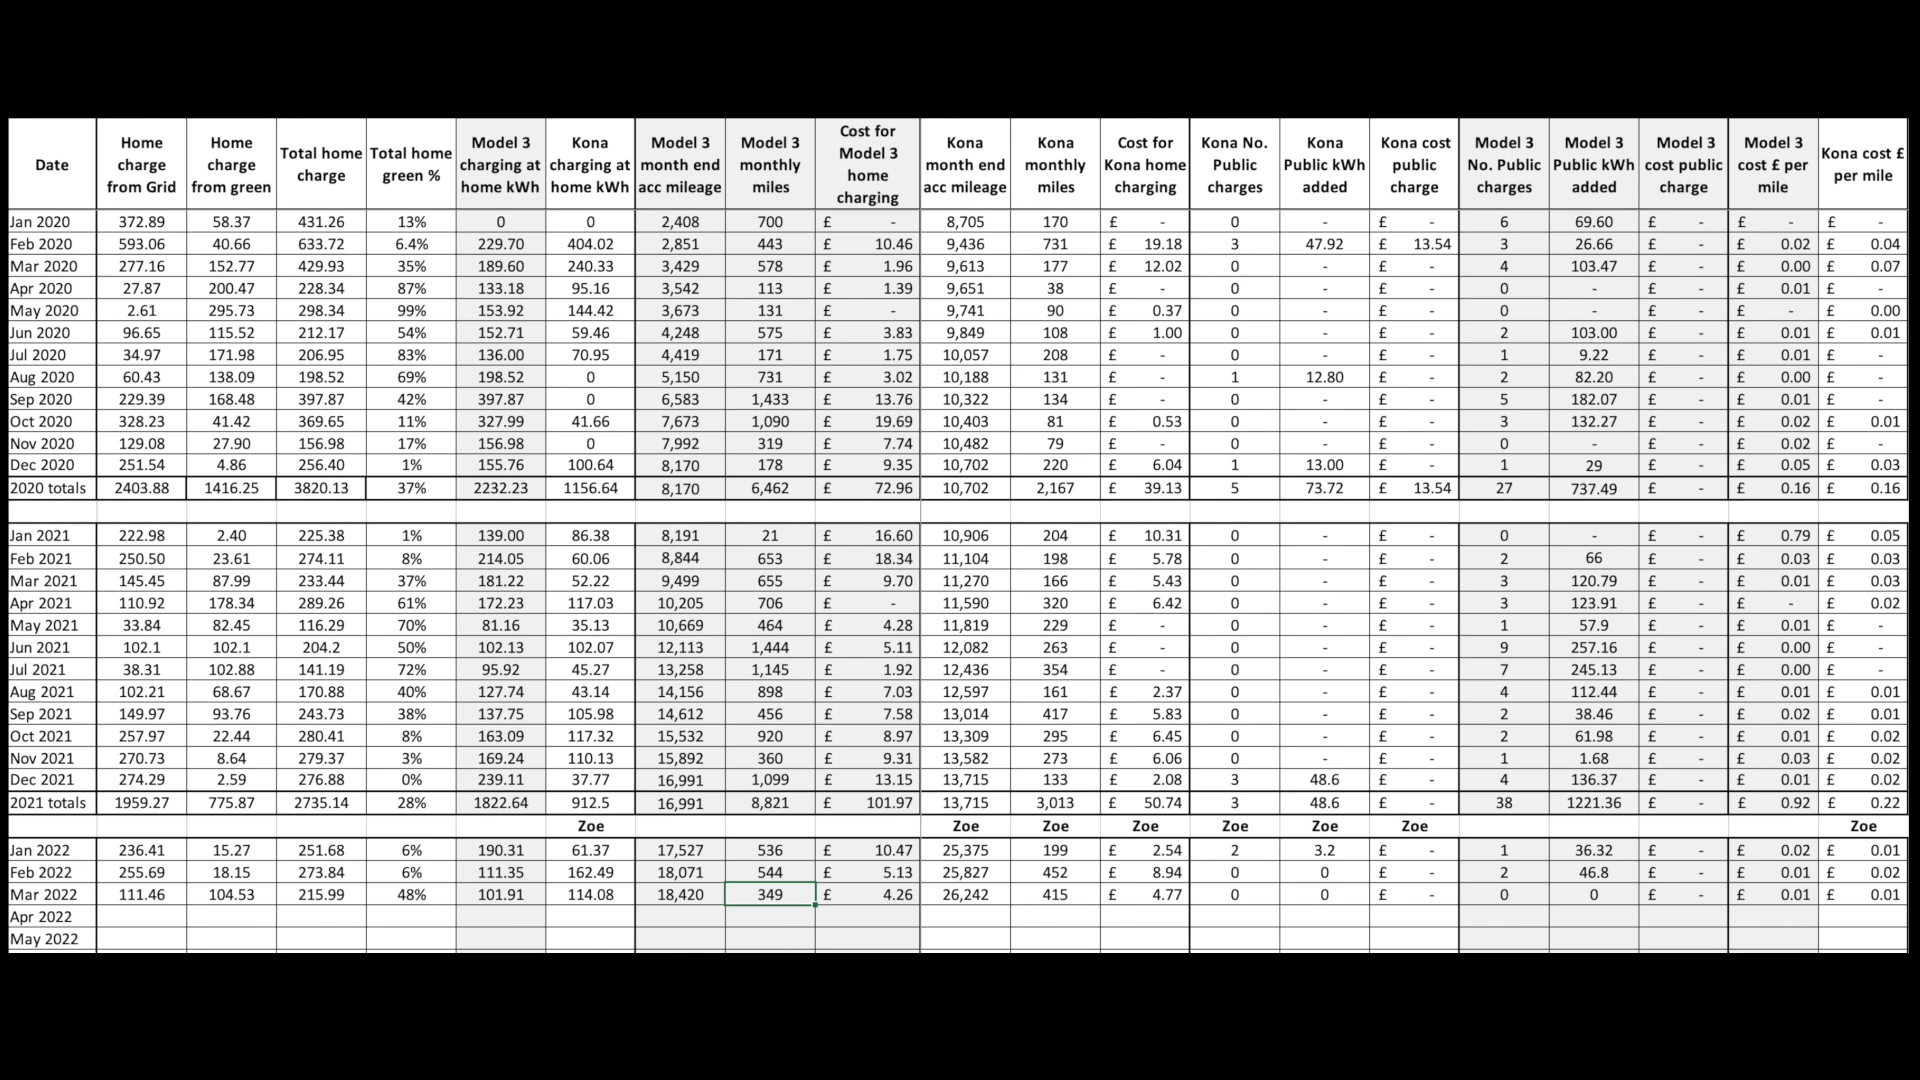 Date | Home charge from Grid | Home charge from green | Total home charge | Total home green % | Model 3 charging at home kWh | Kona charging at home kWh | Model 3 month end acc mileage | Model 3 monthly miles | Cost for Model 3 home charging | Kona month end acc mileage | Kona monthly miles | Cost for Kona home charging | Kona No. Public charges | Kona Public kWh added | Kona cost public charge | Model 3 No. Public charges | Model 3 Public kWh added | Model 3 cost public charge | Model 3 cost £ per mile | Kona cost £ per mile
Jan 2020 372.89 58.37 431.26 13% 0 0 2,408 700 £ - 8,705 170 £ - 0 - £ - 6 69.60 £ - £ - £ -
Feb 2020 593.06 40.66 633.72 6.4% 229.70 404.02 2,851 443 £ 10.46 9,436 731 £ 19.18 3 47.92 £ 13.54 3 26.66 £ - £ 0.02 £ 0.04
Mar 2020 277.16 152.77 429.93 35% 189.60 240.33 3,429 578 £ 1.96 9,613 177 £ 12.02 0 - £ - 4 103.47 £ - £ 0.00 £ 0.07
Apr 2020 27.87 200.47 228.34 87% 133.18 95.16 3,542 113 £ 1.39 9,651 38 £ - 0 - £ - 0 - £ - £ 0.01 £ -
May 2020 2.61 295.73 298.34 99% 153.92 144.42 3,673 131 £ - 9,741 90 £ 0.37 0 - £ - 0 - £ - £ - £ 0.00
Jun 2020 96.65 115.52 212.17 54% 152.71 59.46 4,248 575 £ 3.83 9,849 108 £ 1.00 0 - £ - 2 103.00 £ - £ 0.01 £ 0.01
Jul 2020 34.97 171.98 206.95 83% 136.00 70.95 4,419 171 £ 1.75 10,057 208 £ - 0 - £ - 1 9.22 £ - £ 0.01 £ -
Aug 2020 60.43 138.09 198.52 69% 198.52 0 5,150 731 £ 3.02 10,188 131 £ - 1 12.80 £ - 2 82.20 £ - £ 0.00 £ -
Sep 2020 229.39 168.48 397.87 42% 397.87 0 6,583 1,433 £ 13.76 10,322 134 £ - 0 - £ - 5 182.07 £ - £ 0.01 £ -
Oct 2020 328.23 41.42 369.65 11% 327.99 41.66 7,673 1,090 £ 19.69 10,403 81 £ 0.53 0 - £ - 3 132.27 £ - £ 0.02 £ 0.01
Nov 2020 129.08 27.90 156.98 17% 156.98 0 7,992 319 £ 7.74 10,482 79 £ - 0 - £ - 0 - £ - £ 0.02 £ -
Dec 2020 251.54 4.86 256.40 1% 155.76 100.64 8,170 178 £ 9.35 10,702 220 £ 6.04 1 13.00 £ - 1 29 £ - £ 0.05 £ 0.03
2020 totals 2403.88 1416.25 3820.13 37% 2232.23 1156.64 8,170 6,462 £ 72.96 10,702 2,167 £ 39.13 5 73.72 £ 13.54 27 737.49 £ - £ 0.16 £ 0.16
Jan 2021 222.98 2.40 225.38 1% 139.00 86.38 8,191 21 £ 16.60 10,906 204 £ 10.31 0 - £ - 0 - £ - £ 0.79 £ 0.05
Feb 2021 250.50 23.61 274.11 8% 214.05 60.06 8,844 653 £ 18.34 11,104 198 £ 5.78 0 - £ - 2 66 £ - £ 0.03 £ 0.03
Mar 2021 145.45 87.99 233.44 37% 181.22 52.22 9,499 655 £ 9.70 11,270 166 £ 5.43 0 - £ - 3 120.79 £ - £ 0.01 £ 0.03
Apr 2021 110.92 178.34 289.26 61% 172.23 117.03 10,205 706 £ - 11,590 320 £ 6.42 0 - £ - 3 123.91 £ - £ - £ 0.02
May 2021 33.84 82.45 116.29 70% 81.16 35.13 10,669 464 £ 4.28 11,819 229 £ - 0 - £ - 1 57.9 £ - £ 0.01 £ -
Jun 2021 102.1 102.1 204.2 50% 102.13 102.07 12,113 1,444 £ 5.11 12,082 263 £ - 0 - £ - 9 257.16 £ - £ 0.00 £ -
Jul 2021 38.31 102.88 141.19 72% 95.92 45.27 13,258 1,145 £ 1.92 12,436 354 £ - 0 - £ - 7 245.13 £ - £ 0.00 £ -
Aug 2021 102.21 68.67 170.88 40% 127.74 43.14 14,156 898 £ 7.03 12,597 161 £ 2.37 0 - £ - 4 112.44 £ - £ 0.01 £ 0.01
Sep 2021 149.97 93.76 243.73 38% 137.75 105.98 14,612 456 £ 7.58 13,014 417 £ 5.83 0 - £ - 2 38.46 £ - £ 0.02 £ 0.01
Oct 2021 257.97 22.44 280.41 8% 163.09 117.32 15,532 920 £ 8.97 13,309 295 £ 6.45 0 - £ - 2 61.98 £ - £ 0.01 £ 0.02
Nov 2021 270.73 8.64 279.37 3% 169.24 110.13 15,892 360 £ 9.31 13,582 273 £ 6.06 0 - £ - 1 1.68 £ - £ 0.03 £ 0.02
Dec 2021 274.29 2.59 276.88 0% 239.11 37.77 16,991 1,099 £ 13.15 13,715 133 £ 2.08 3 48.6 £ - 4 136.37 £ - £ 0.01 £ 0.02
2021 totals 1959.27 775.87 2735.14 28% 1822.64 912.5 16,991 8,821 £ 101.97 13,715 3,013 £ 50.74 3 48.6 £ - 38 1221.36 £ - £ 0.92 £ 0.22
Zoe Zoe Zoe Zoe Zoe Zoe Zoe Zoe
Jan 2022 236.41 15.27 251.68 6% 190.31 61.37 17,527 536 £ 10.47 25,375 199 £ 2.54 2 3.2 £ - 1 36.32 £ - £ 0.02 £ 0.01
Feb 2022 255.69 18.15 273.84 6% 111.35 162.49 18,071 544 £ 5.13 25,827 452 £ 8.94 0 0 £ - 2 46.8 £ - £ 0.01 £ 0.02
Mar 2022 111.46 104.53 215.99 48% 101.91 114.08 18,420 349 £ 4.26 26,242 415 £ 4.77 0 0 £ - 0 0 £ - £ 0.01 £ 0.01
Apr 2022
May 2022